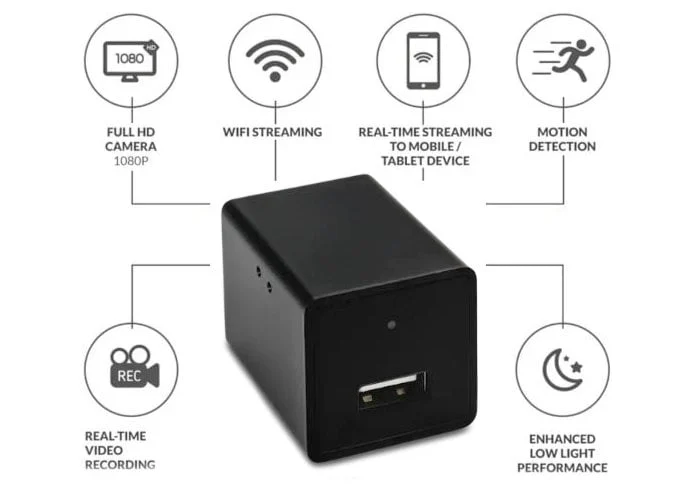 1080 HD
FULL HD
CAMERA
1080P
WIFI STREAMING
REAL-TIME STREAMING
TO MOBILE /
TABLET DEVICE
MOTION
DETECTION
REC
REAL-TIME
VIDEO
RECORDING
ENHANCED
LOW LIGHT
PERFORMANCE